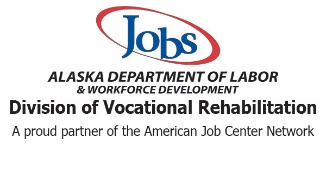 Jobs
ALASKA DEPARTMENT OF LABOR
& WORKFORCE DEVELOPMENT
Division of Vocational Rehabilitation
A proud partner of the American Job Center Network